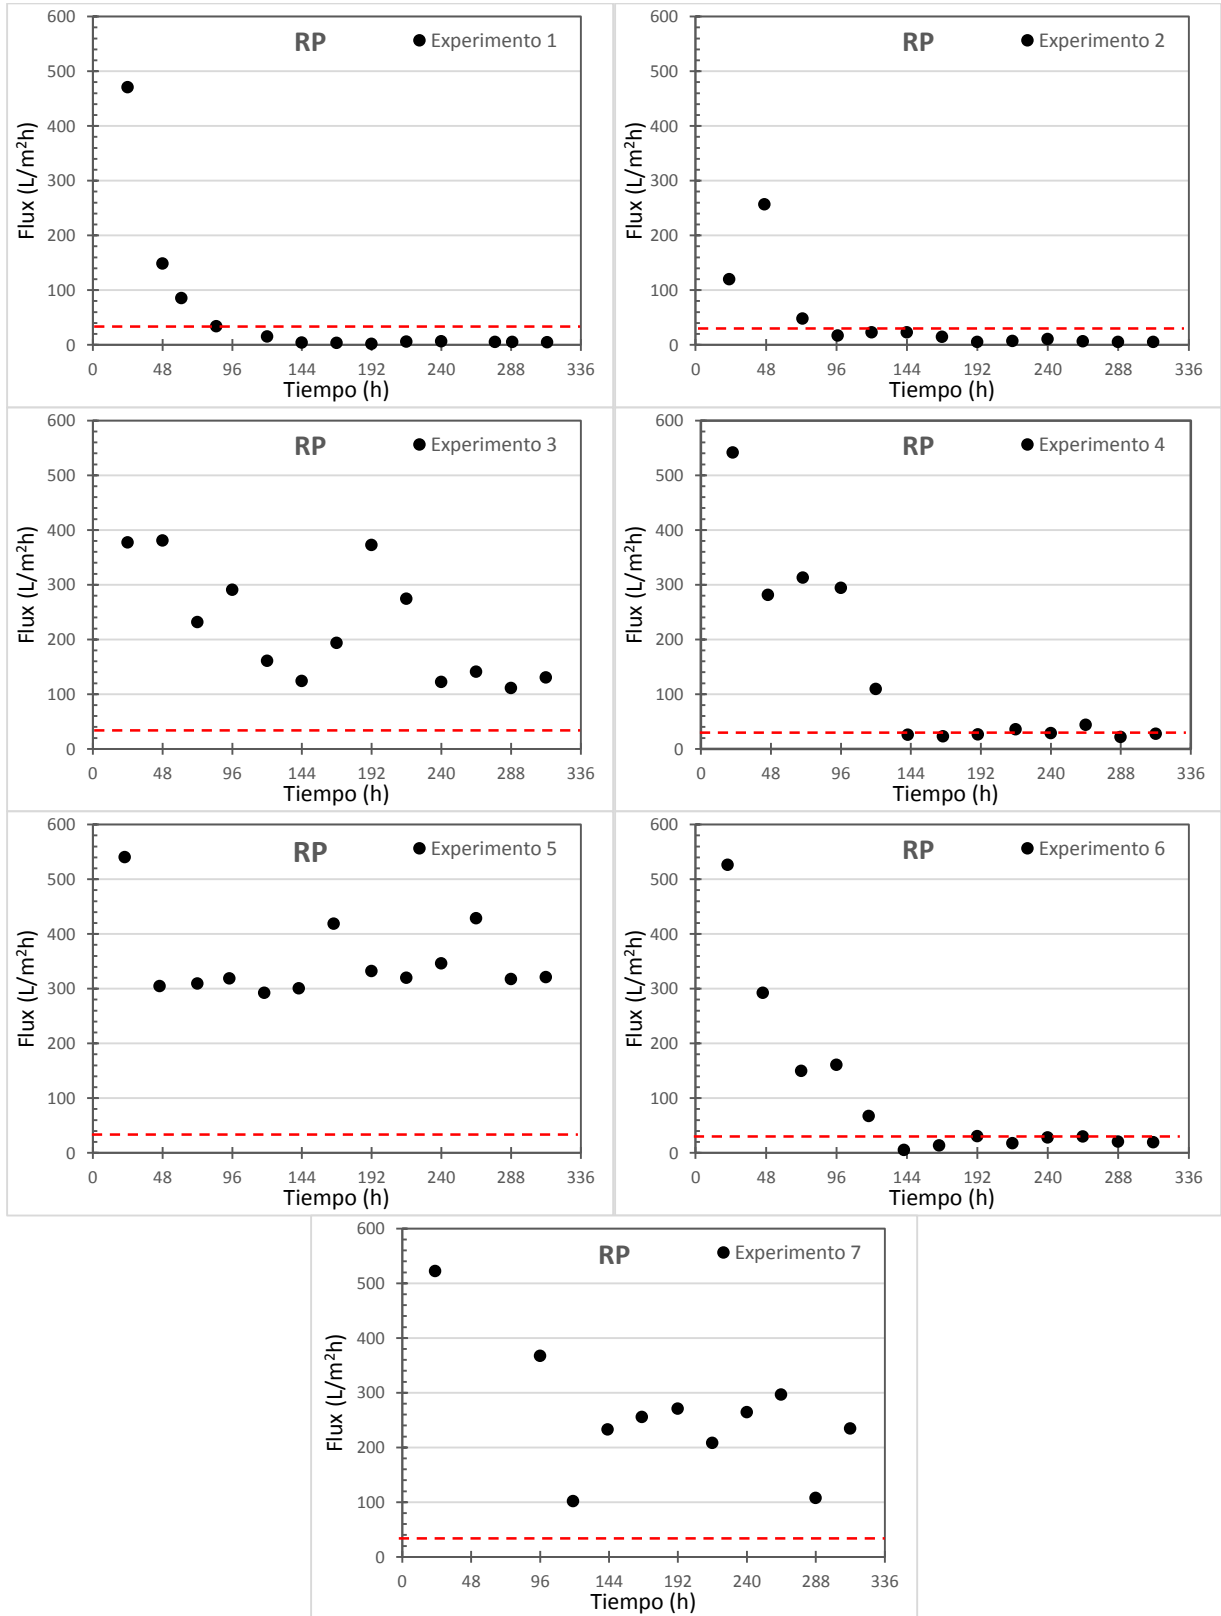 RP
Experimento 1
Flux (L/m²h)
600
500
400
300
200
100
0
0 48 96 144 192 240 288 336
Tiempo (h)
RP
Experimento 2
Flux (L/m²h)
600
500
400
300
200
100
0
0 48 96 144 192 240 288 336
Tiempo (h)
RP
Experimento 3
Flux (L/m²h)
600
500
400
300
200
100
0
0 48 96 144 192 240 288 336
Tiempo (h)
RP
Experimento 4
Flux (L/m²h)
600
500
400
300
200
100
0
0 48 96 144 192 240 288 336
Tiempo (h)
RP
Experimento 5
Flux (L/m²h)
600
500
400
300
200
100
0
0 48 96 144 192 240 288 336
Tiempo (h)
RP
Experimento 6
Flux (L/m²h)
600
500
400
300
200
100
0
0 48 96 144 192 240 288 336
Tiempo (h)
RP
Experimento 7
Flux (L/m²h)
600
500
400
300
200
100
0
0 48 96 144 192 240 288 336
Tiempo (h)